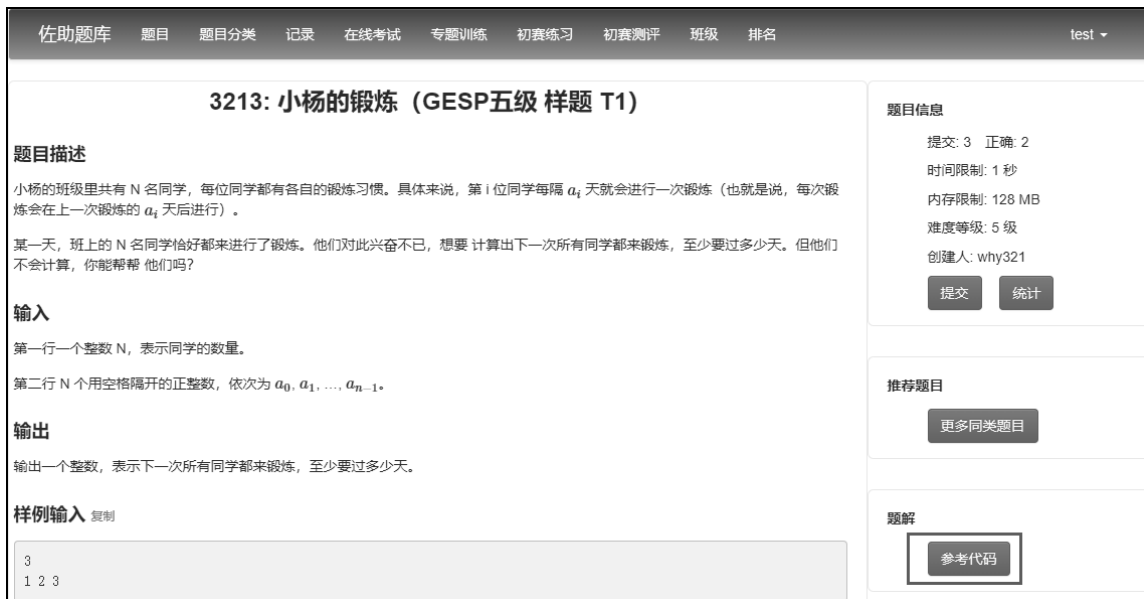 佐助题库 题目 题目分类 记录 在线考试 专题训练 初赛练习 初赛测评 班级 排名 test
3213: 小杨的锻炼（GESP五级 样题 T1）
题目描述
小杨的班级里共有 N 名同学，每位同学都有各自的锻炼习惯。具体来说，第 i 位同学每隔 a_i 天就会进行一次锻炼（也就是说，每次锻
炼会在上一次锻炼的 a_i 天后进行）。
某一天，班上的 N 名同学恰好都来进行了锻炼。他们对此兴奋不已，想要 计算出下一次所有同学都来锻炼，至少要过多少天。但他们
不会计算，你能帮帮 他们吗？
输入
第一行一个整数 N，表示同学的数量。
第二行 N 个用空格隔开的正整数，依次为 a_0, a_1, ..., a_{n-1}。
输出
输出一个整数，表示下一次所有同学都来锻炼，至少要过多少天。
样例输入 复制
3
1 2 3
题目信息
提交: 3 正确: 2
时间限制: 1 秒
内存限制: 128 MB
难度等级: 5 级
创建人: why321
提交 统计
推荐题目
更多同类题目
题解
参考代码